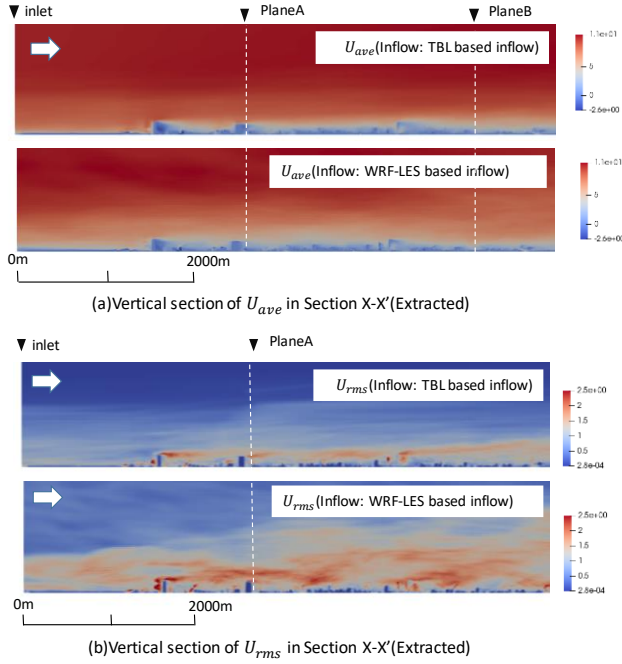 ▼ inlet ▼ PlaneA ▼ PlaneB
U_ave(Inflow: TBL based inflow)
1.1e+01
5
0
-2.6e+00
U_ave(Inflow: WRF-LES based inflow)
1.1e+01
5
0
-2.6e+00
0m 2000m
(a)Vertical section of U_ave in Section X-X’(Extracted)
▼ inlet ▼ PlaneA
U_rms(Inflow: TBL based inflow)
2.5e+00
2
1.5
1
0.5
2.5e-04
U_rms(Inflow: WRF-LES based inflow)
2.5e+00
2
1.5
1
0.5
2.5e-04
0m 2000m
(b)Vertical section of U_rms in Section X-X’(Extracted)